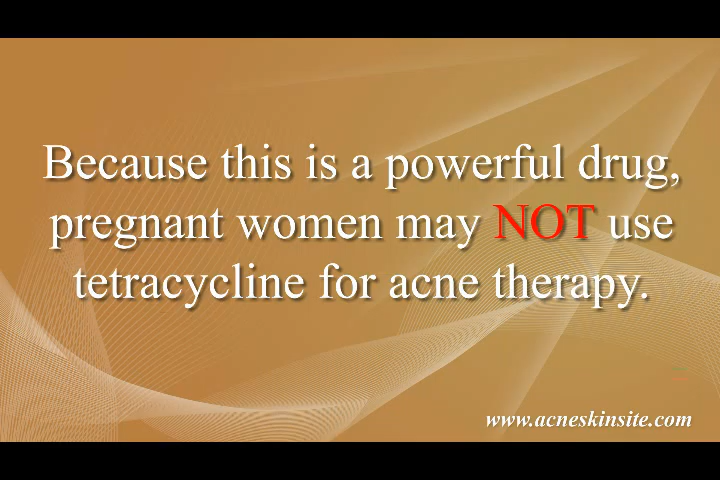 Because this is a powerful drug,
pregnant women may NOT use
tetracycline for acne therapy.
www.acneskinsite.com